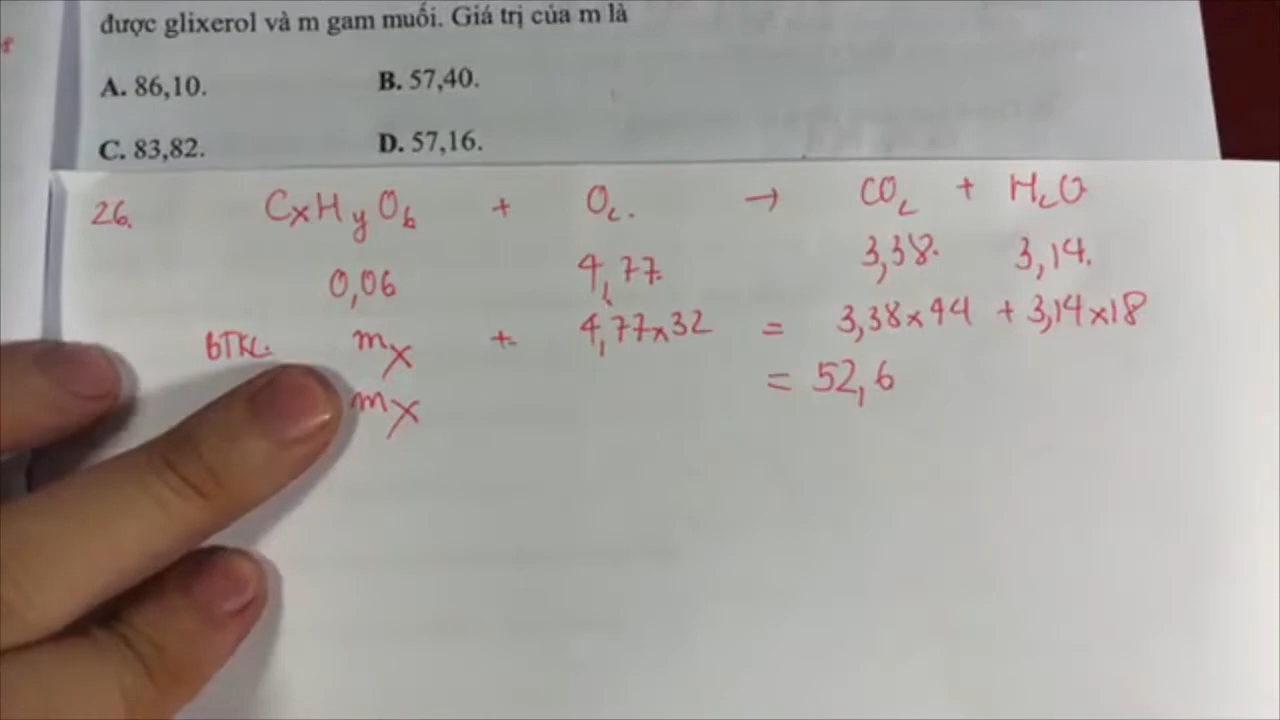 được glixerol và m gam muối. Giá trị của m là
A. 86,10. B. 57,40.
C. 83,82. D. 57,16.
26. CxHyO6 + O2. → CO2 + H2O
0,06 4,77. 3,38. 3,14.
BTKL. mX + 4,77x32 = 3,38x44 + 3,14x18
mX = 52,6